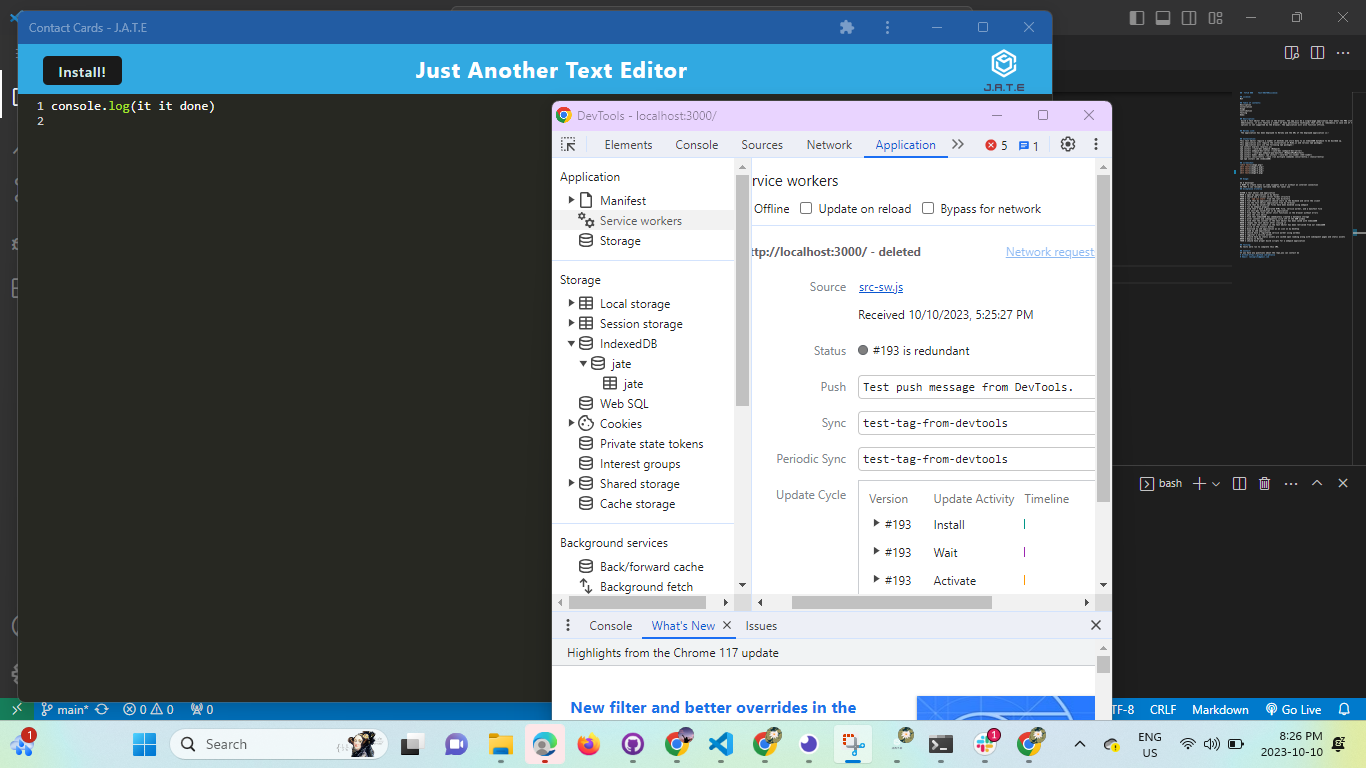 Contact Cards - J.A.T.E
Install!
Just Another Text Editor
J.A.T.E
1 console.log(it it done)
2
DevTools - localhost:3000/
Elements Console Sources Network Application 5 1
Application
Manifest
Service workers
Storage
Storage
Local storage
Session storage
IndexedDB
jate
jate
Web SQL
Cookies
Private state tokens
Interest groups
Shared storage
Cache storage
Background services
Back/forward cache
Background fetch
rvice workers
Offline Update on reload Bypass for network
ttp://localhost:3000/ - deleted Network request
Source src-sw.js
Received 10/10/2023, 5:25:27 PM
Status #193 is redundant
Push Test push message from DevTools.
Sync test-tag-from-devtools
Periodic Sync test-tag-from-devtools
Update Cycle Version Update Activity Timeline
#193 Install
#193 Wait
#193 Activate
Console What's New Issues
Highlights from the Chrome 117 update
New filter and better overrides in the
bash
main* 0 0 0
TF-8 CRLF Markdown Go Live
1
Search
1
ENG
US
8:26 PM
2023-10-10